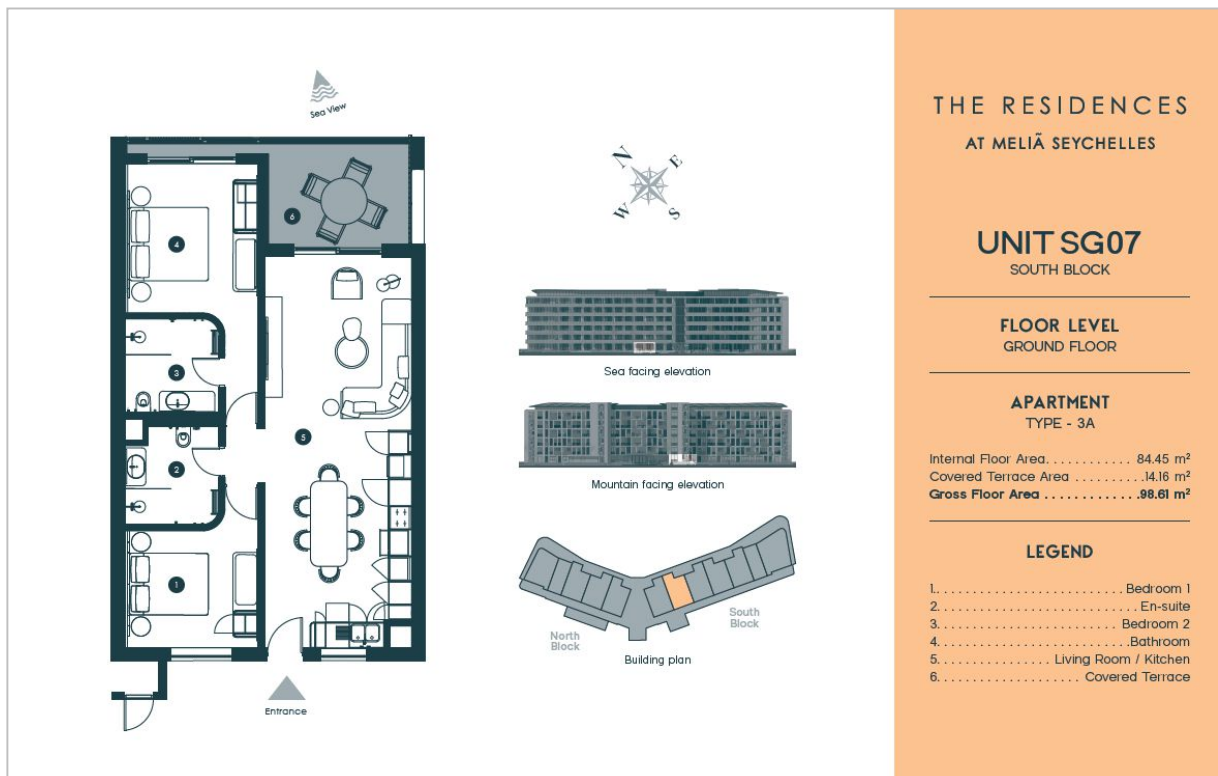 Sea View
6
4
3
5
2
1
Entrance
N
E
W
S
Sea facing elevation
Mountain facing elevation
North
Block
South
Block
Building plan
THE RESIDENCES
AT MELIÃ SEYCHELLES
UNIT SG07
SOUTH BLOCK
FLOOR LEVEL
GROUND FLOOR
APARTMENT
TYPE - 3A
Internal Floor Area............ 84.45 m²
Covered Terrace Area ..........14.16 m²
Gross Floor Area .............98.61 m²
LEGEND
1........................... Bedroom 1
2.......................... En-suite
3........................ Bedroom 2
4..........................Bathroom
5................ Living Room / Kitchen
6.................... Covered Terrace